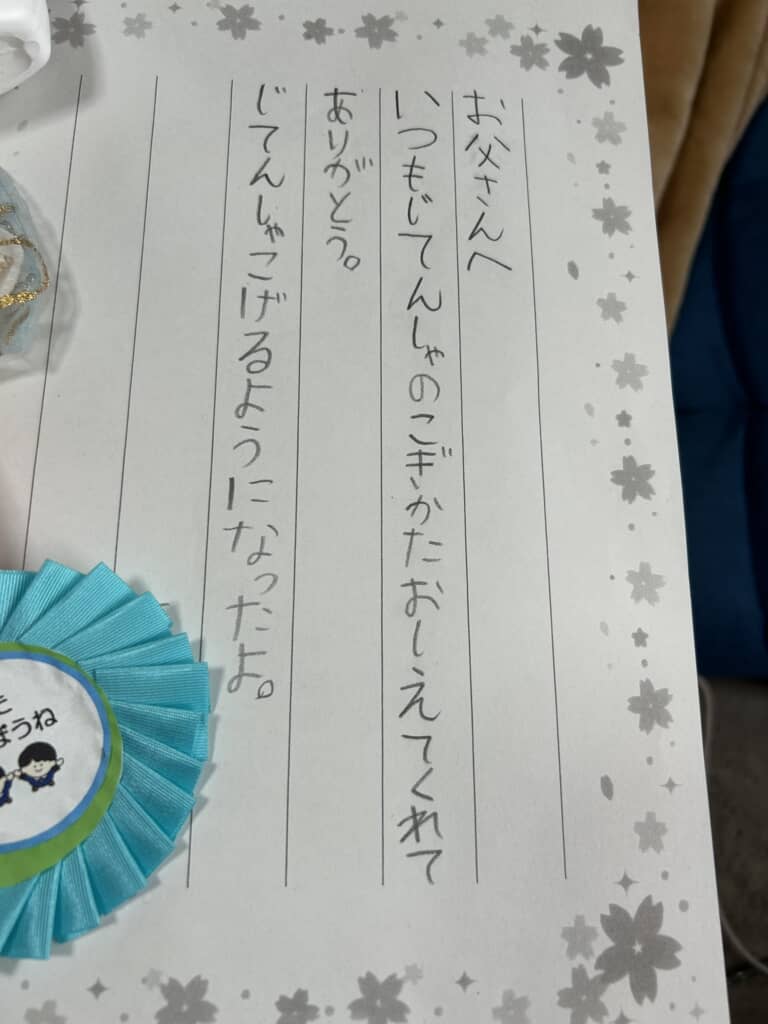 お父さんへ
いつもじてんしゃのこぎかたおしえてくれて
ありがとう。
じてんしゃこげるようになったよ。
うね